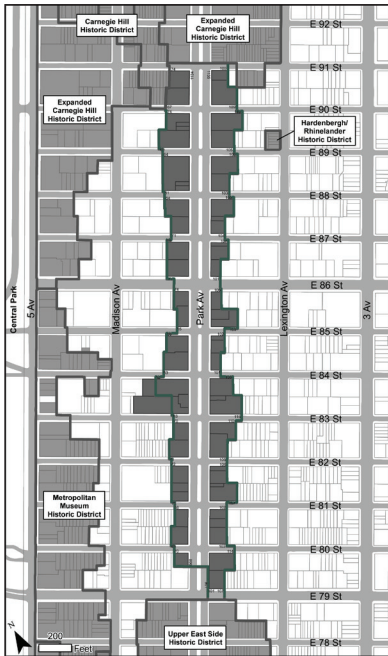 Carnegie Hill
Historic District
Expanded
Carnegie Hill
Historic District
E 92 St
E 91 St
Expanded
Carnegie Hill
Historic District
E 90 St
Hardenbergh/
Rhinelander
Historic District
E 89 St
E 88 St
E 87 St
Central Park
5 Av
Madison Av
Park Av
Lexington Av
3 Av
E 86 St
E 85 St
E 84 St
E 83 St
E 82 St
Metropolitan
Museum
Historic District
E 81 St
E 80 St
E 79 St
N
200
Feet
Upper East Side
Historic District
E 78 St